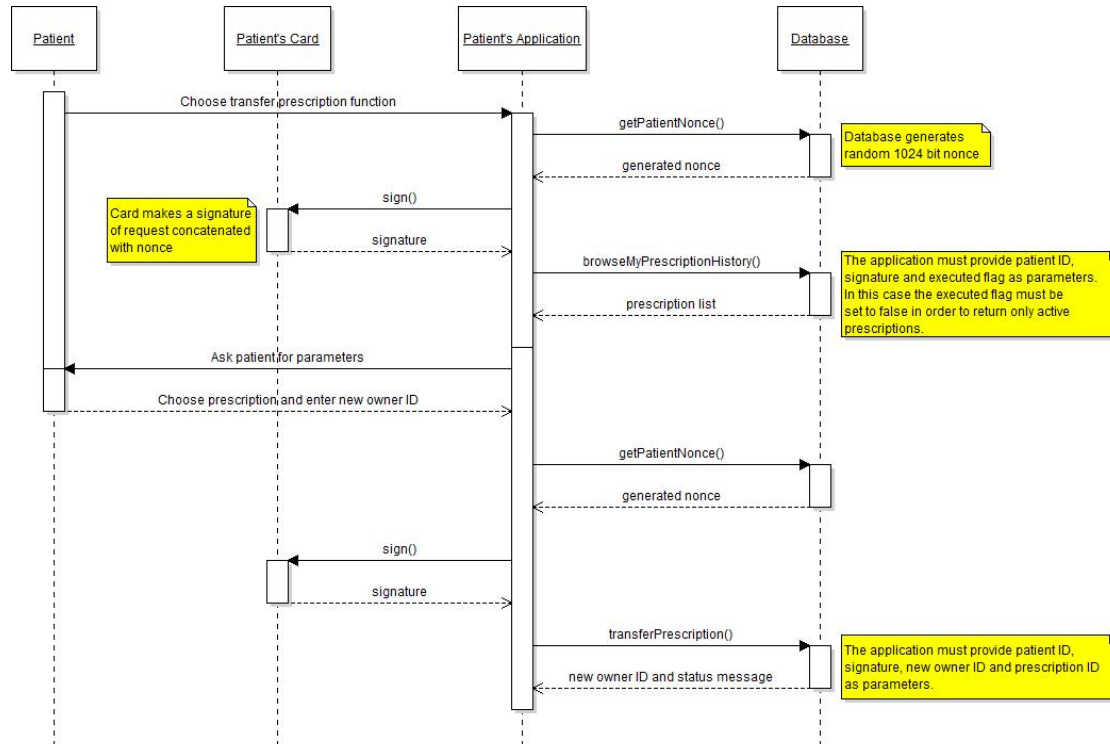 Patient
Patient's Card
Patient's Application
Database
Choose transfer prescription function
getPatientNonce()
Database generates
random 1024 bit nonce
generated nonce
sign()
Card makes a signature
of request concatenated
with nonce
signature
browseMyPrescriptionHistory()
The application must provide patient ID,
signature and executed flag as parameters.
In this case the executed flag must be
set to false in order to return only active
prescriptions.
prescription list
Ask patient for parameters
Choose prescription and enter new owner ID
getPatientNonce()
generated nonce
sign()
signature
transferPrescription()
The application must provide patient ID,
signature, new owner ID and prescription ID
as parameters.
new owner ID and status message